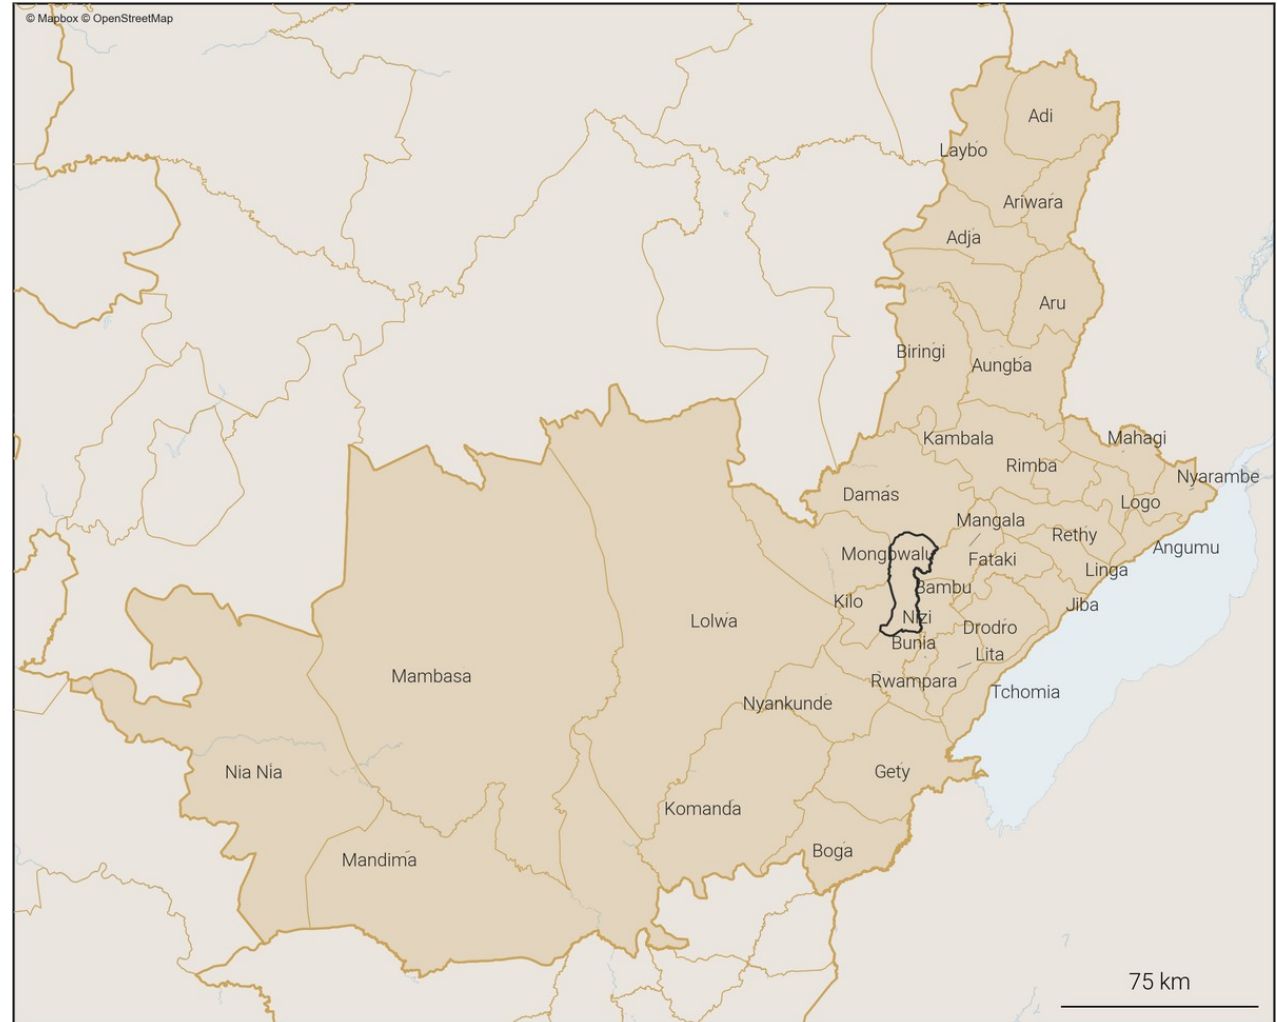 © Mapbox © OpenStreetMap
Adi
Laybo
Ariwara
Adja
Aru
Biringi
Aungba
Kambala
Mahagi
Rimba
Nyarambe
Damas
Logo
Mangala
Rethy
Angumu
Mongbwalu
Fataki
Linga
Bambu
Kilo
Jiba
Nizi
Lolwa
Drodro
Bunia
Lita
Mambasa
Rwampara
Tchomia
Nyankunde
Nia Nia
Gety
Komanda
Boga
Mandima
75 km